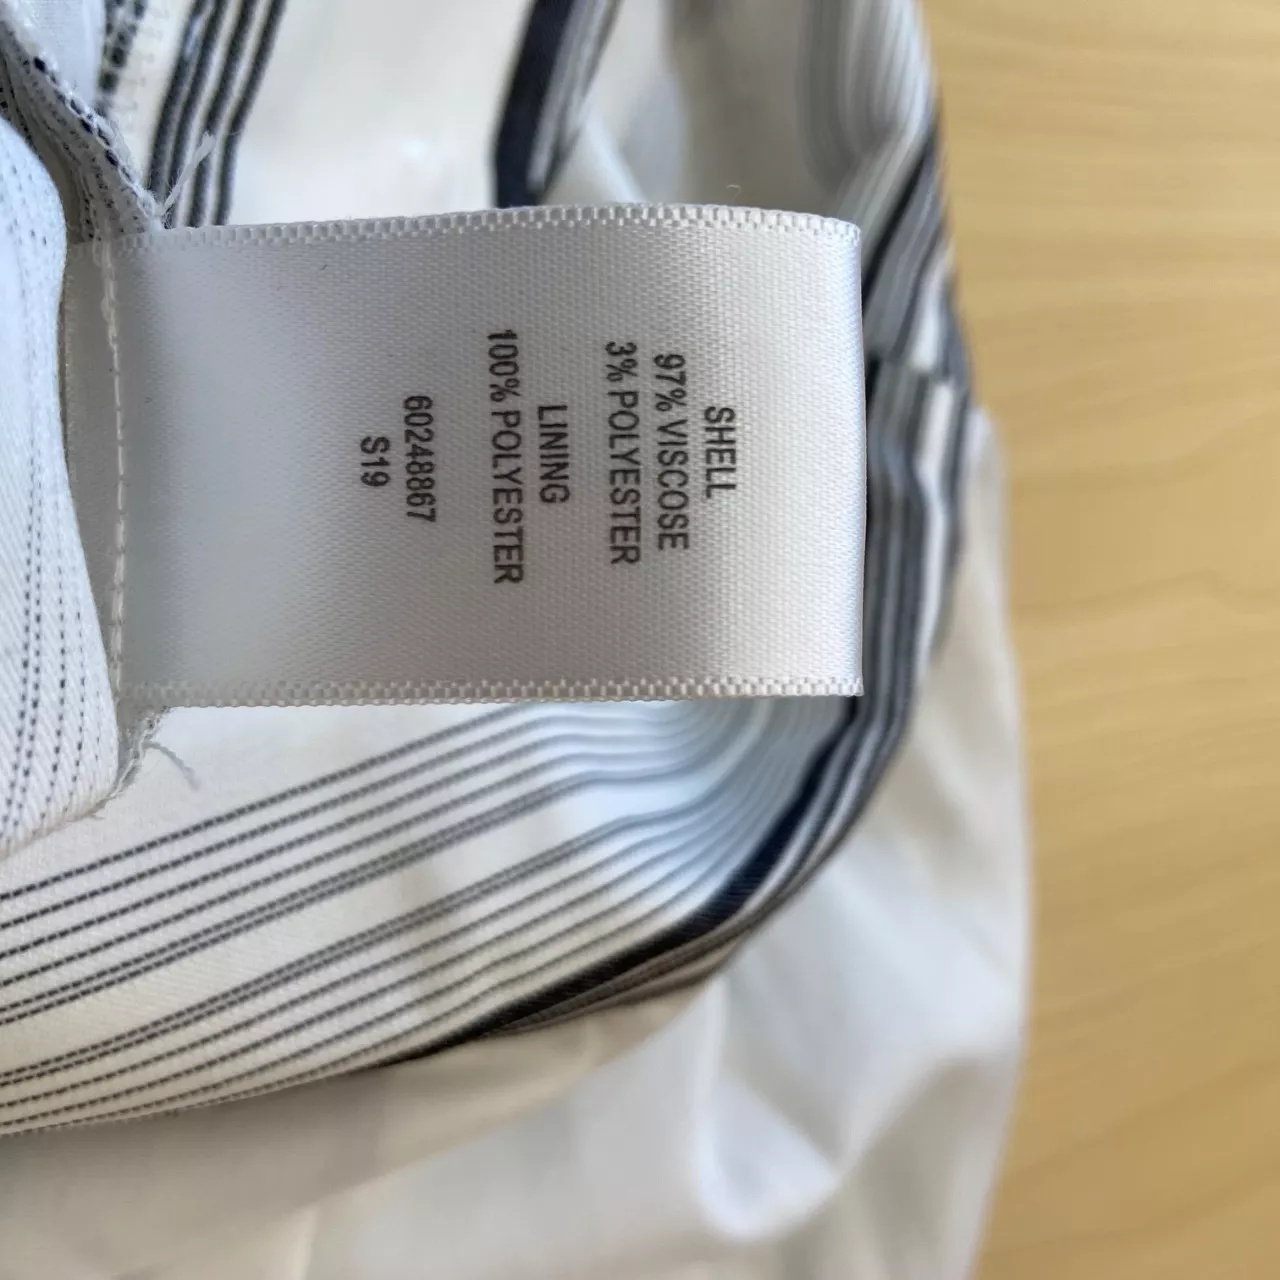 SHELL
97% VISCOSE
3% POLYESTER
LINING
100% POLYESTER
60248867
S19